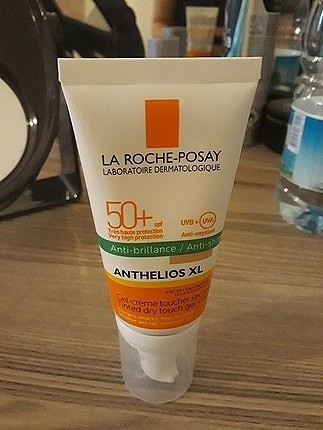 LA ROCHE-POSAY
LABORATOIRE DERMATOLOGIQUE
50+ spf
Très haute protection
Very high protection
UVB + UVA
Anti-oxydant
Anti-brillance / Anti-sh
ANTHELIOS XL
Gel-crème toucher sec
Tinted dry touch gel